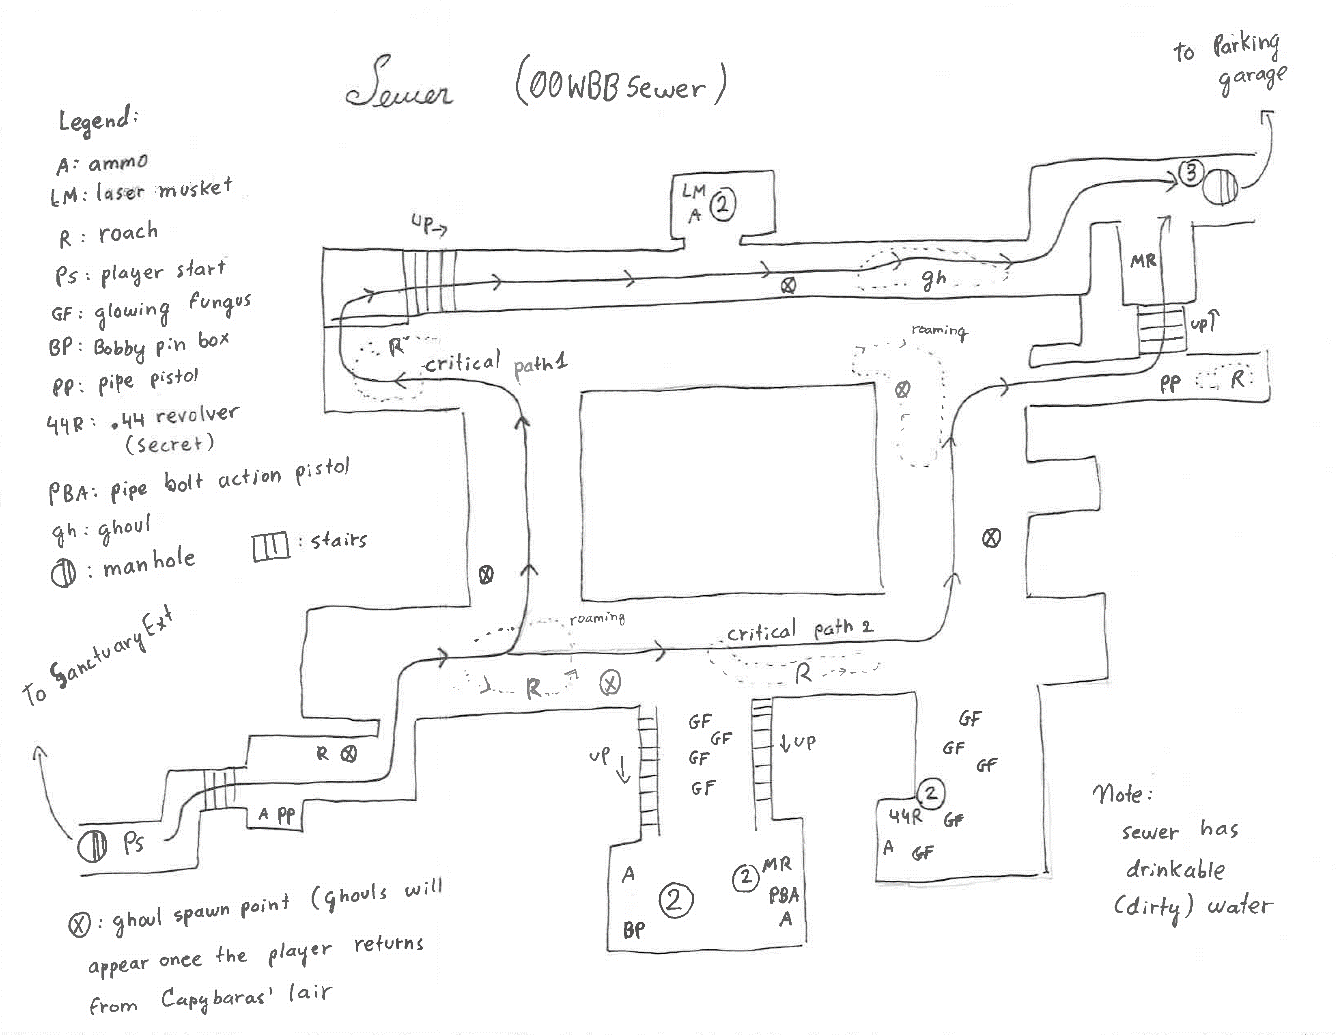 Sewer (00WBBSewer)
to Parking
garage
Legend:
A: ammo
LM: laser musket
R: roach
Ps: player start
GF: glowing fungus
BP: Bobby pin box
PP: pipe pistol
44R: .44 revolver
(secret)
PBA: pipe bolt action pistol
gh: ghoul
: manhole
: stairs
To SanctuaryExt
UP→
LM
A 2
3
gh
MR
UP↑
R
critical path1
roaming
PP R
roaming
critical path 2
R
R
R
A PP
Ps
GF
GF
GF
GF
UP ↓
↓UP
A
2
BP
2 MR
PBA
A
GF
GF
GF
2
44R GF
A GF
Note:
sewer has
drinkable
(dirty) water
: ghoul spawn point (Ghouls will
appear once the player returns
from Capybaras' lair